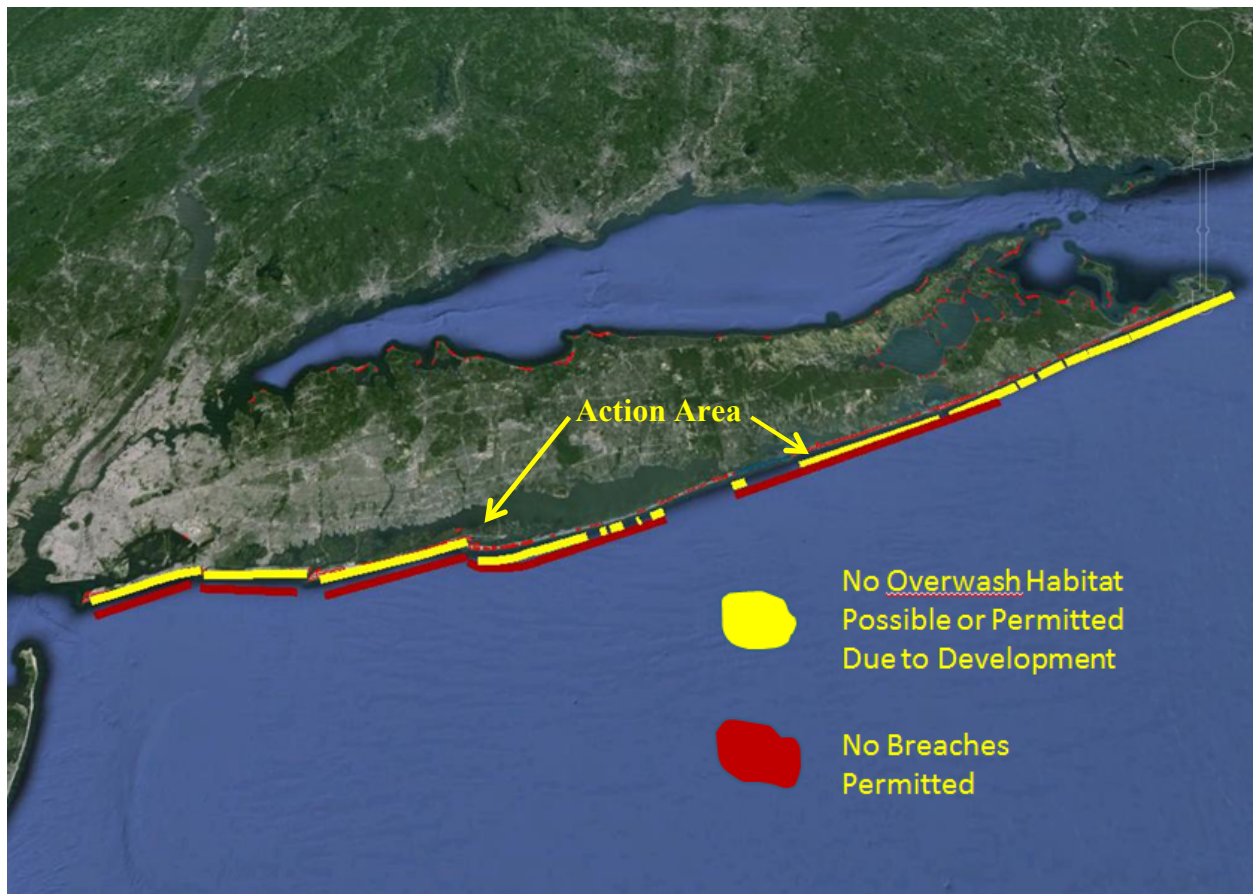 Action Area
No Overwash Habitat
Possible or Permitted
Due to Development
No Breaches
Permitted